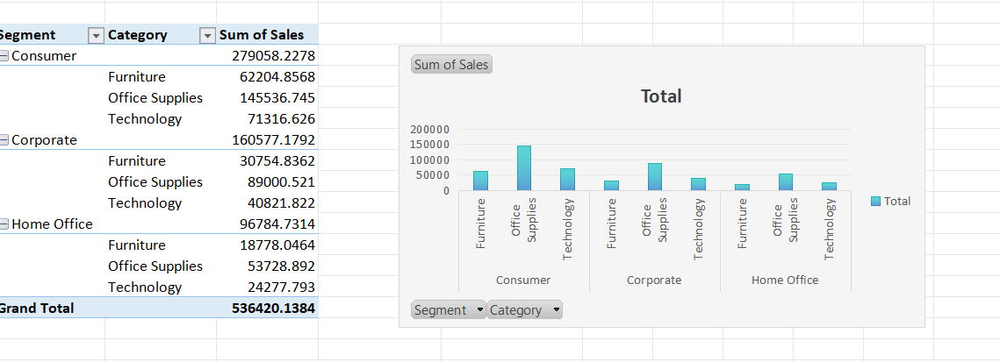 Segment Category Sum of Sales
Consumer 279058.2278
Furniture 62204.8568
Office Supplies 145536.745
Technology 71316.626
Corporate 160577.1792
Furniture 30754.8362
Office Supplies 89000.521
Technology 40821.822
Home Office 96784.7314
Furniture 18778.0464
Office Supplies 53728.892
Technology 24277.793
Grand Total 536420.1384
Sum of Sales
Total
200000
150000
100000
50000
0
Furniture
Office
Supplies
Technology
Furniture
Office
Supplies
Technology
Furniture
Office
Supplies
Technology
Consumer Corporate Home Office
Total
Segment Category